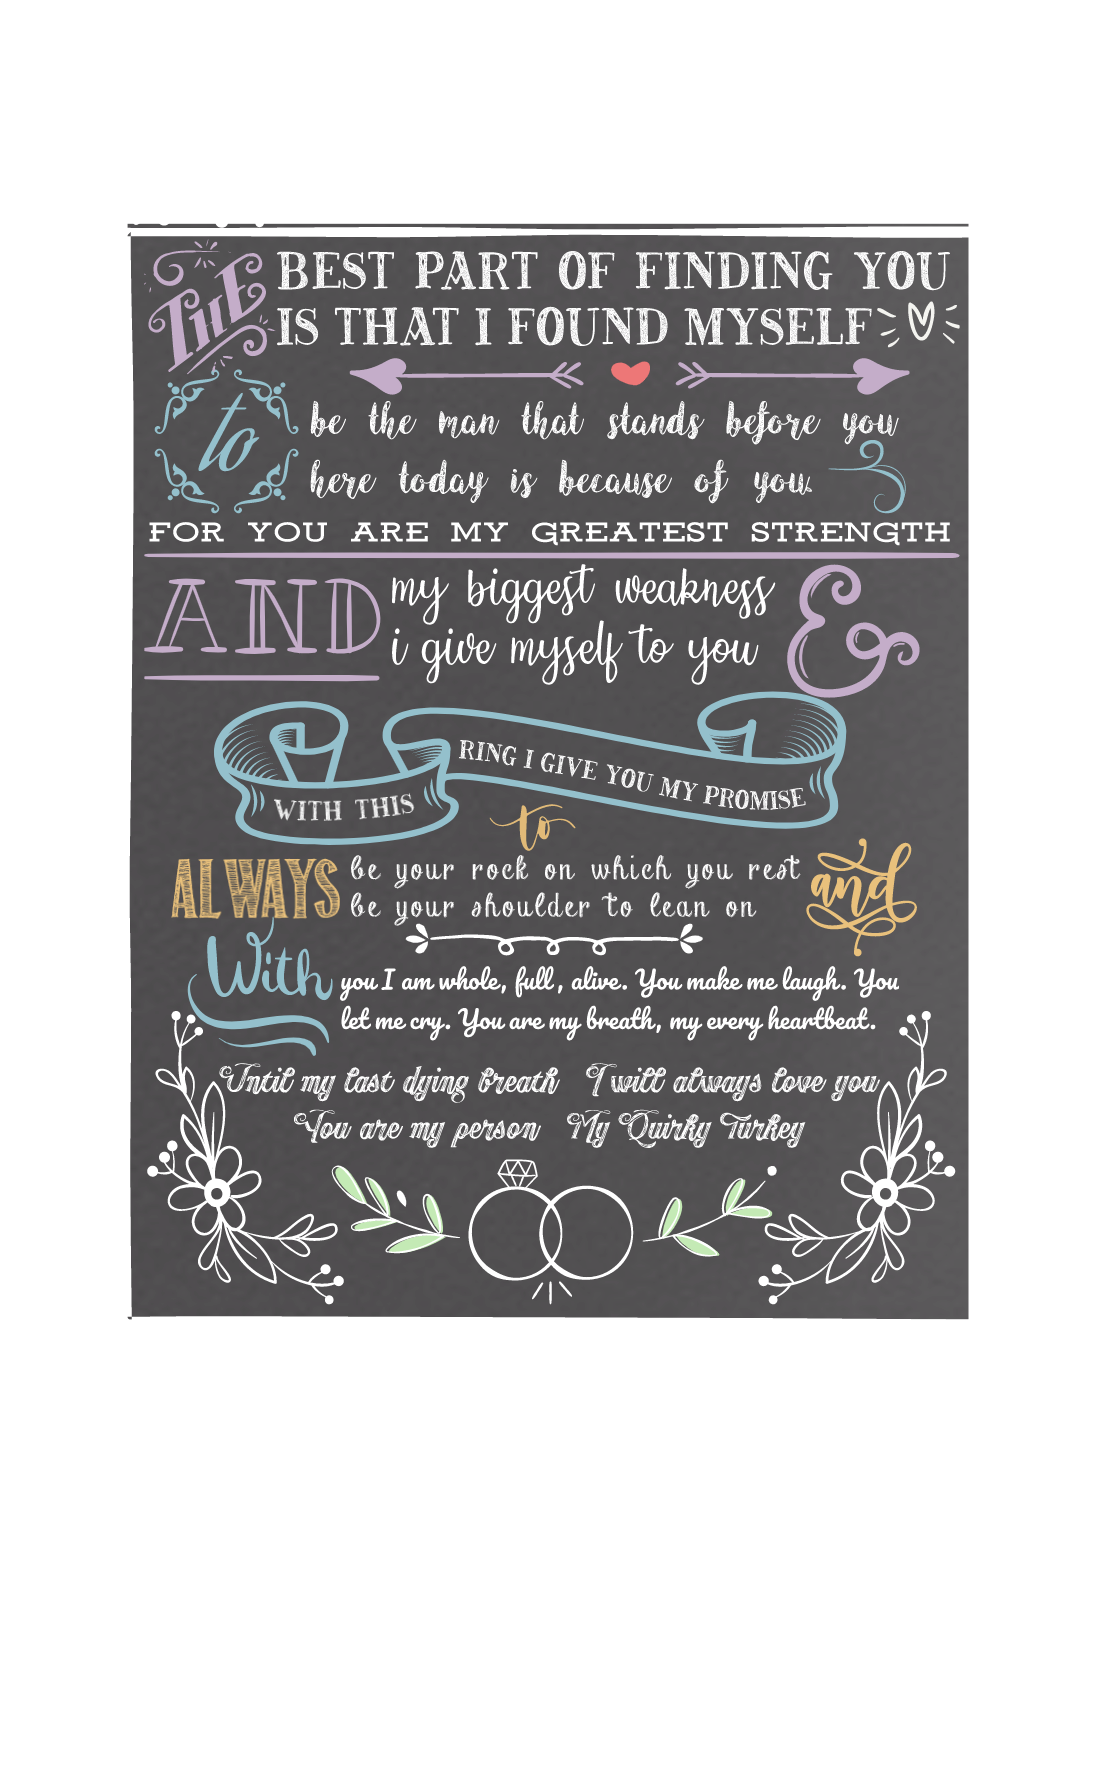 THE BEST PART OF FINDING YOU
IS THAT I FOUND MYSELF
to be the man that stands before you
here today is because of you.
FOR YOU ARE MY GREATEST STRENGTH
AND my biggest weakness
i give myself to you &
WITH THIS RING I GIVE YOU MY PROMISE
to
ALWAYS be your rock on which you rest and
be your shoulder to lean on
With you I am whole, full, alive. You make me laugh. You
let me cry. You are my breath, my every heartbeat.
Until my last dying breath I will always love you
You are my person My Quirky Turkey